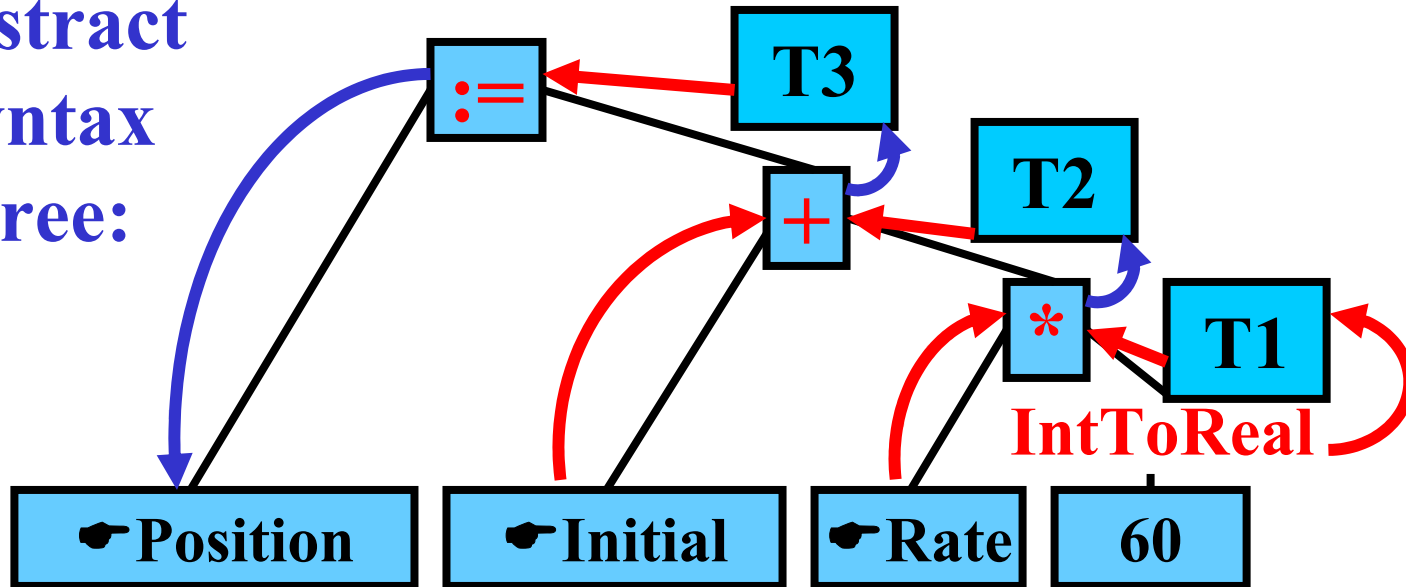 stract
yntax
ree:
:=
T3
+
T2
*
T1
IntToReal
☛Position
☛Initial
☛Rate
60